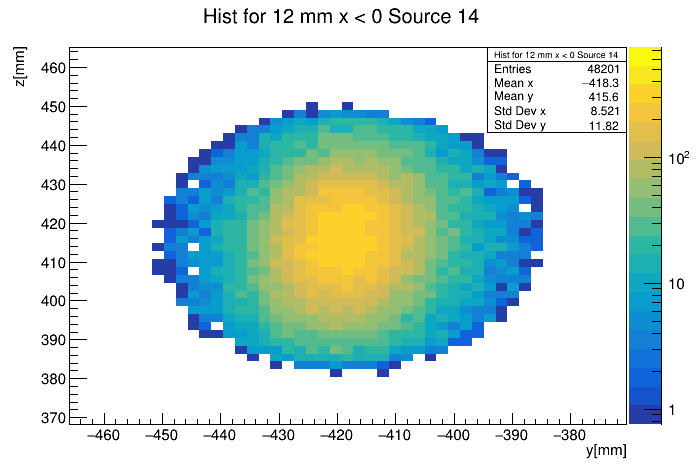 Hist for 12 mm x < 0 Source 14
z[mm]
Hist for 12 mm x < 0 Source 14
Entries 48201
Mean x −418.3
Mean y 415.6
Std Dev x 8.521
Std Dev y 11.82
460
450
440
430
420
410
400
390
380
370
−460 −450 −440 −430 −420 −410 −400 −390 −380
y[mm]
10²
10
1